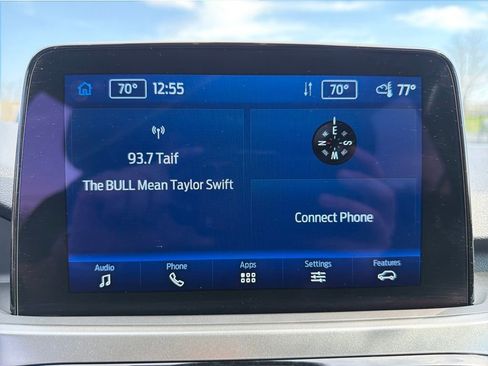 70° 12:55 70° 77°
93.7 Taif
The BULL Mean Taylor Swift
N E S W
Connect Phone
Audio Phone Apps Settings Features